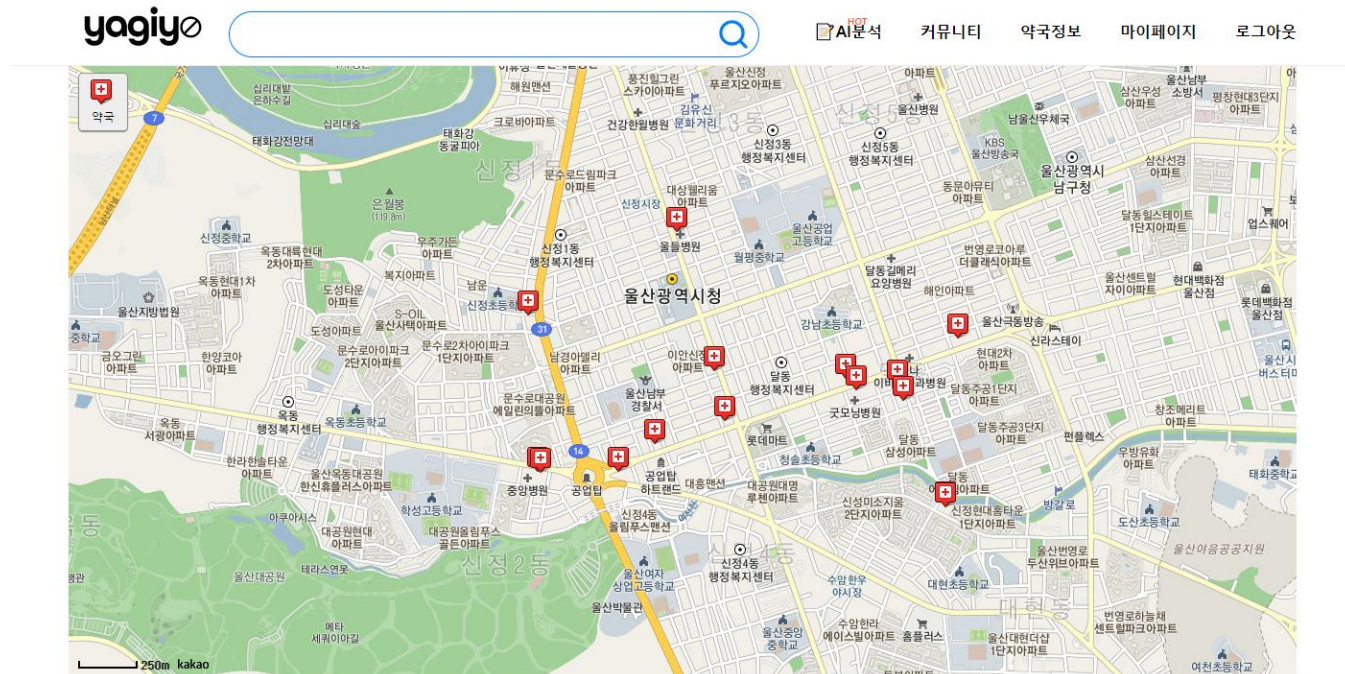 yagiyo
HOT
AI분석
커뮤니티
약국정보
마이페이지
로그아웃
약국
7
십리대밭
은하수길
십리대숲
태화강전망대
태화강
동굴피아
해원맨션
크로바아파트
풍진힐그린
스카이아파트
울산신정
푸르지오아파트
김유신
문화거리
건강한월병원
신정3동
행정복지센터
신정5동
행정복지센터
울산병원
아파트
남울산우체국
KBS
울산방송국
울산광역시
남구청
삼산우성
아파트
울산남부
소방서
평창현대3단지
아파트
삼산선경
아파트
신정1동
문수로드림파크
아파트
은월봉
(119.8m)
신정시장
대상웰리움
아파트
울들병원
울산공업
고등학교
월평중학교
동문아뮤티
아파트
달동힐스테이트
1단지아파트
업스퀘어
신정중학교
옥동대륙현대
2차아파트
우주가든
아파트
신정1동
행정복지센터
번영로코아루
더클래식아파트
달동길메리
요양병원
옥동현대1차
아파트
복지아파트
남운
신정초등학
도성타운
아파트
울산광역시청
해인아파트
울산센트럴
자이아파트
현대백화점
울산점
롯데백화점
울산점
울산지방법원
S-OIL
울산사택아파트
도성아파트
31
강남초등학교
울산극동방송
신라스테이
중학교
금오그린
아파트
한양코아
아파트
문수로아이파크
2단지아파트
문수로2차아이파크
1단지아파트
남경아델리
아파트
이안신정
아파트
달동
행정복지센터
현대2차
아파트
울산시
버스터미
울산남부
경찰서
문수로대공원
에일린의뜰아파트
굿모닝병원
달동주공1단지
아파트
옥동
행정복지센터
옥동초등학교
옥동
서광아파트
롯데마트
달동주공3단지
아파트
펀플렉스
창조메리트
아파트
14
달동
삼성아파트
청솔초등학교
한라한솔타운
아파트
울산옥동대공원
한신휴플러스아파트
중앙병원
공업탑
공업탑
하트랜드
대흥맨션
대공원대명
루첸아파트
우방유화
아파트
태화중학교
달동
학성고등학교
신성미소지움
2단지아파트
신정현대홈타운
1단지아파트
방갈로
도산초등학교
아쿠아시스
대공원현대
아파트
대공원올림푸스
골든아파트
신정4동
올림푸스맨션
신정2동
신정4동
행정복지센터
울산번영로
두산위브아파트
울산야음공공지원
울산대공원
테라스연못
울산여자
상업고등학교
수암한우
야시장
대현초등학교
대현동
울산박물관
메타
세쿼이아길
울산중앙
중학교
수암한라
에이스빌아파트
홈플러스
울산대현더샵
1단지아파트
번영로하늘채
센트럴파크아파트
여천초등학교
250m
kakao